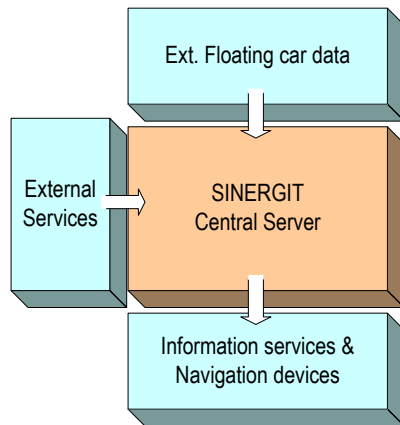 Ext. Floating car data
External
Services
SINERGIT
Central Server
Information services &
Navigation devices